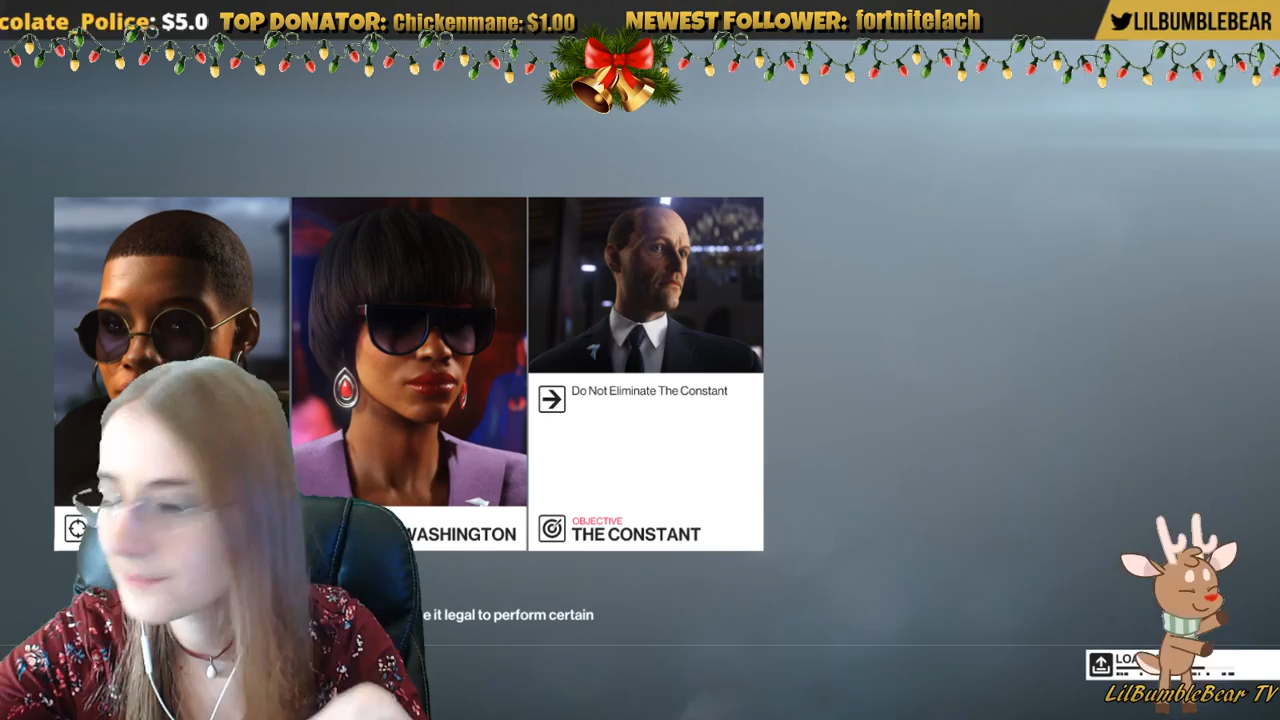 colate Police: $5.0 TOP DONATOR: Chickenmane: $1.00 NEWEST FOLLOWER: fortnitelach LILBUMBLEBEAR
Do Not Eliminate The Constant
OBJECTIVE
WASHINGTON THE CONSTANT
e it legal to perform certain
LOA
LilBumbleBear TV